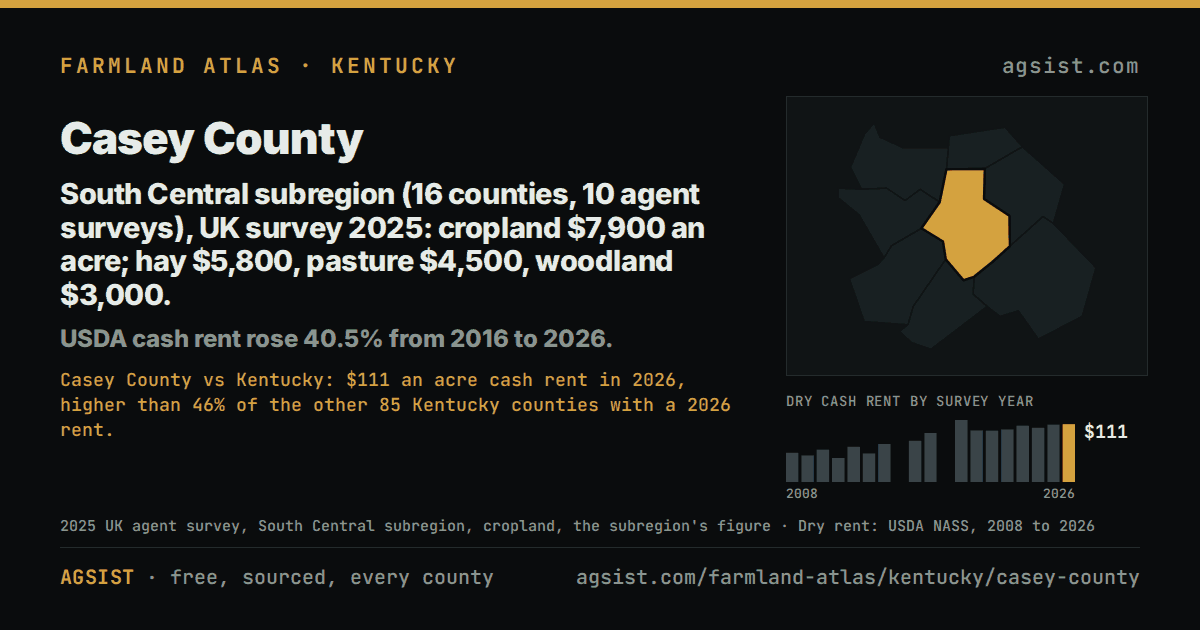 FARMLAND ATLAS · KENTUCKY
agsist.com
Casey County
South Central subregion (16 counties, 10 agent
surveys), UK survey 2025: cropland $7,900 an
acre; hay $5,800, pasture $4,500, woodland
$3,000.
USDA cash rent rose 40.5% from 2016 to 2026.
Casey County vs Kentucky: $111 an acre cash rent in 2026,
higher than 46% of the other 85 Kentucky counties with a 2026
rent.
DRY CASH RENT BY SURVEY YEAR
$111
2008
2026
2025 UK agent survey, South Central subregion, cropland, the subregion's figure · Dry rent: USDA NASS, 2008 to 2026
AGSIST · free, sourced, every county
agsist.com/farmland-atlas/kentucky/casey-county